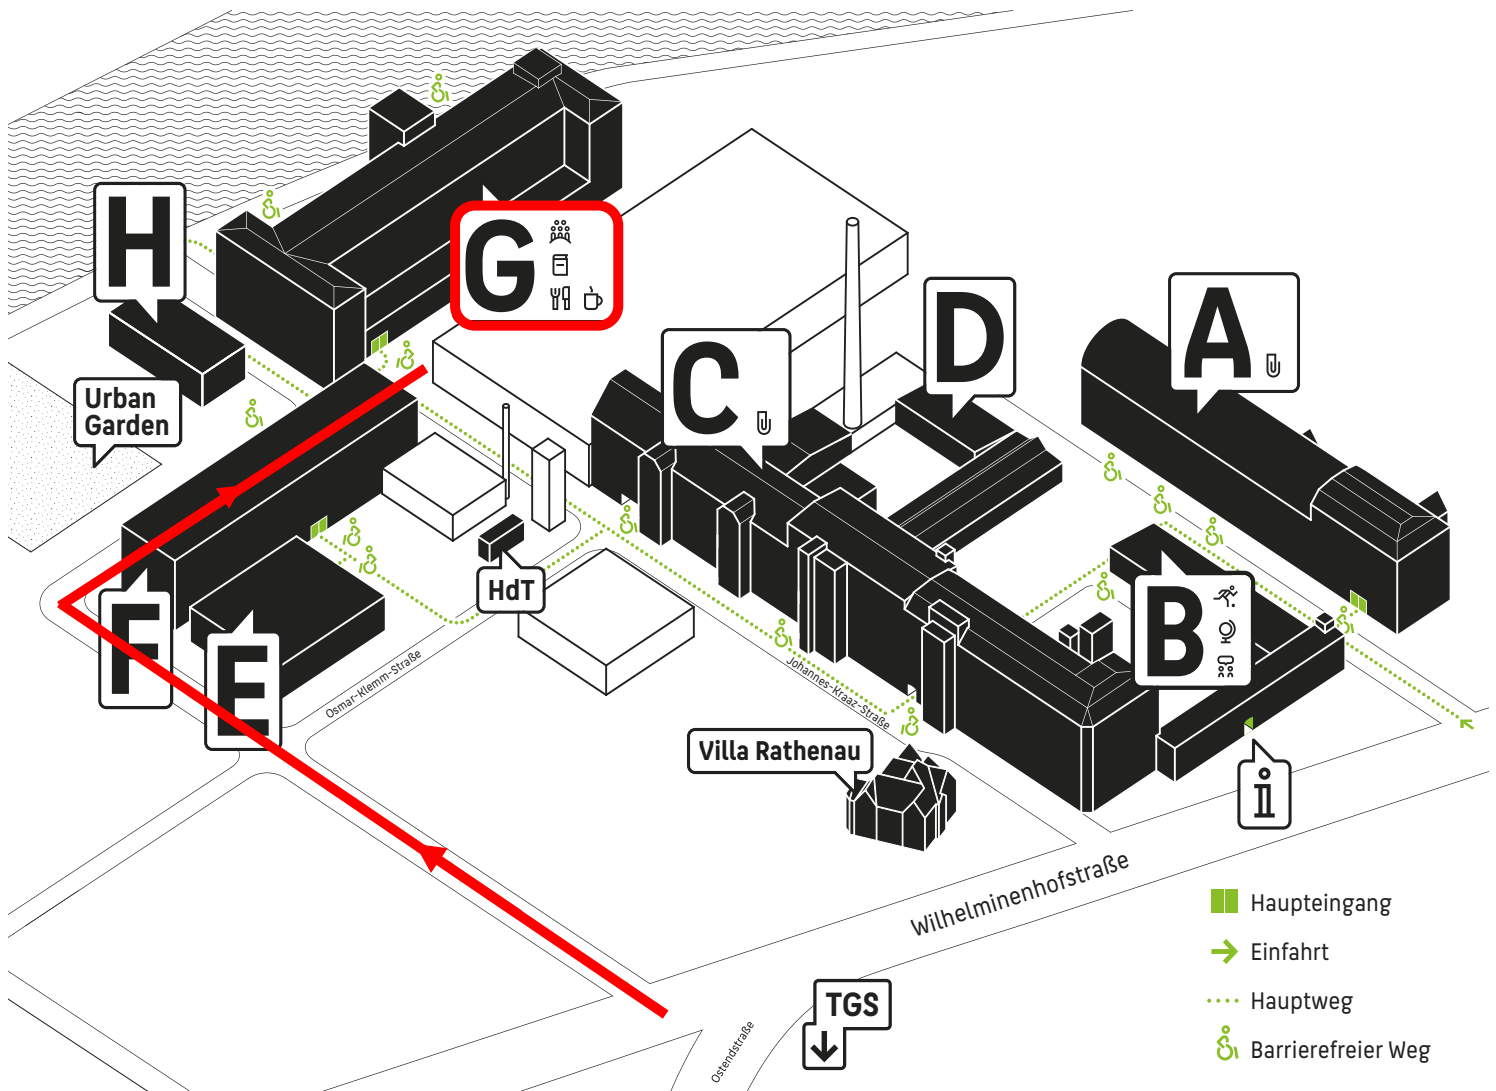 H
G
Urban
Garden
C
D
A
HdT
F
E
B
Osmar-Klemm-Straße
Johannes-Kraaz-Straße
Villa Rathenau
i
Wilhelminenhofstraße
TGS
Ostendstraße
Haupteingang
Einfahrt
Hauptweg
Barrierefreier Weg